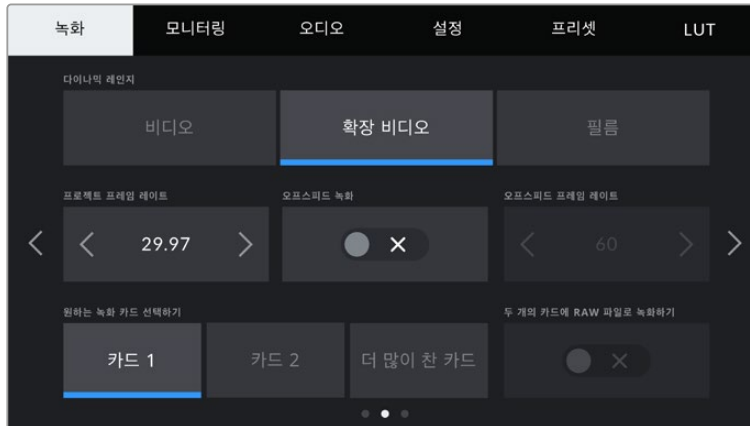 녹화 모니터링 오디오 설정 프리셋 LUT
다이나믹 레인지
비디오 확장 비디오 필름
프로젝트 프레임 레이트 오프스피드 녹화 오프스피드 프레임 레이트
29.97 60
원하는 녹화 카드 선택하기 두 개의 카드에 RAW 파일로 녹화하기
카드 1 카드 2 더 많이 찬 카드